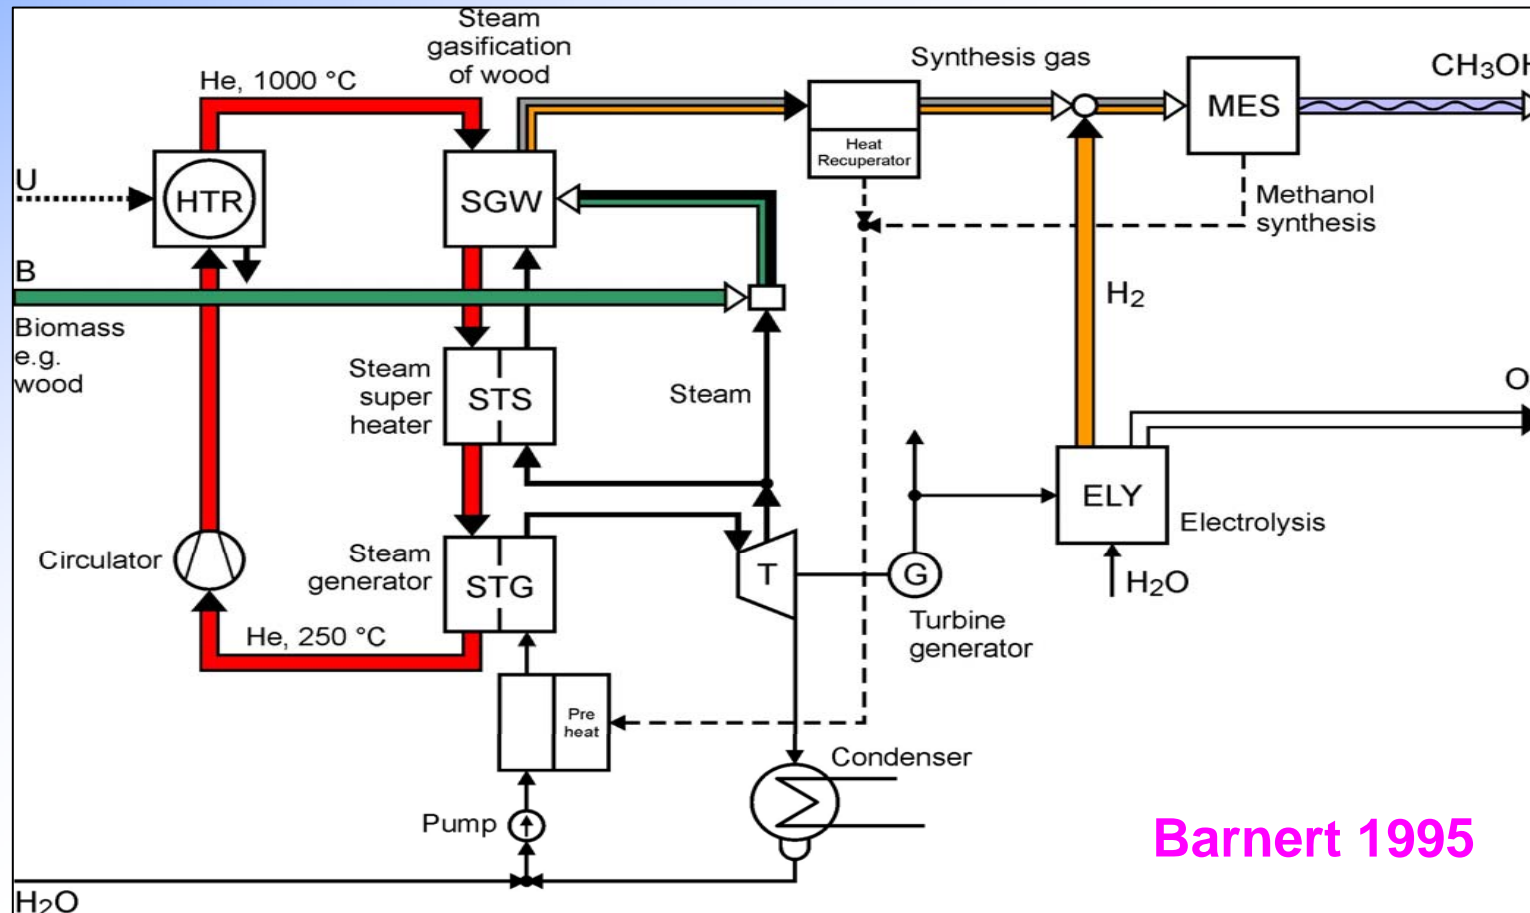 Steam
gasification
of wood
He, 1000 °C
Synthesis gas
CH3OH
MES
Heat
Recuperator
U
HTR
SGW
Methanol
synthesis
B
H2
Biomass
e.g.
wood
Steam
super
heater
STS
Steam
O
ELY
Electrolysis
Circulator
Steam
generator
STG
T
G
H2O
Turbine
generator
He, 250 °C
Pre
heat
Condenser
Pump
Barnert 1995
H2O